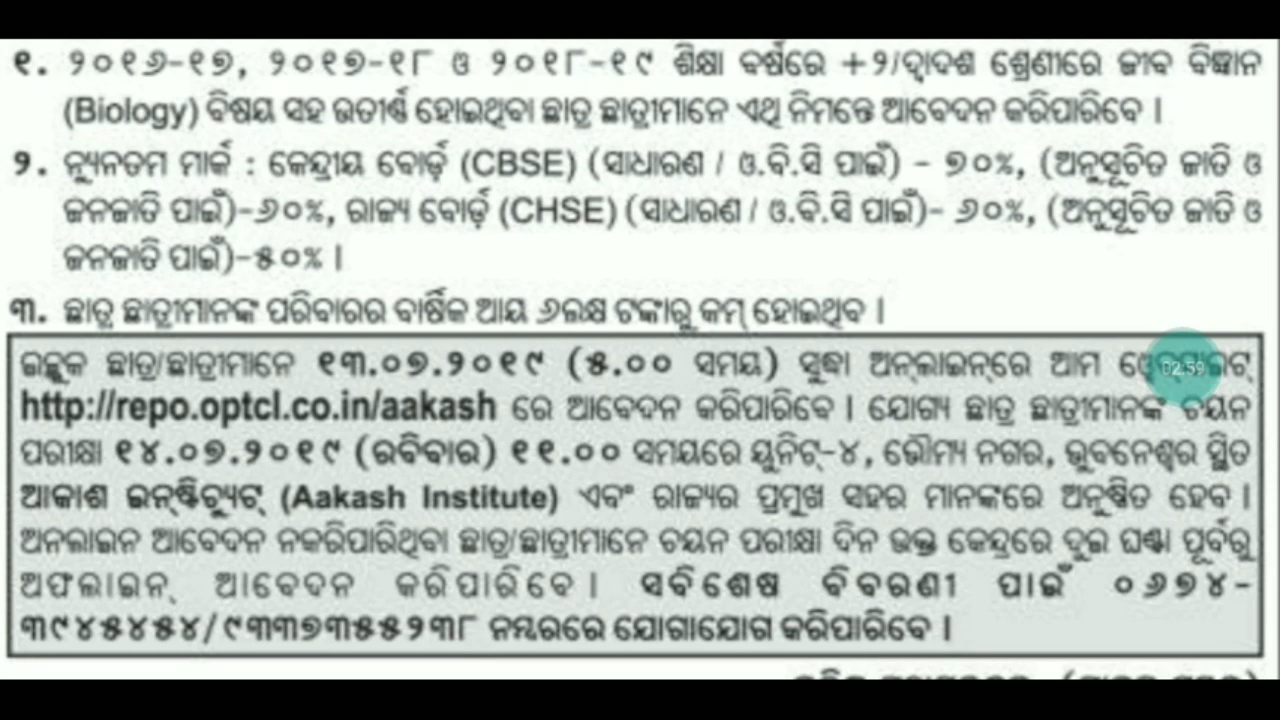 ୧. ୨୦୧୬-୧୭, ୨୦୧୭-୧୮ ଓ ୨୦୧୮-୧୯ ଶିକ୍ଷା ବର୍ଷରେ +୨/ଦ୍ୱାଦଶ ଶ୍ରେଣୀରେ ଜୀବ ବିଜ୍ଞାନ
(Biology) ବିଷୟ ସହ ଉତୀର୍ଣ୍ଣ ହୋଇଥିବା ଛାତ୍ର ଛାତ୍ରୀମାନେ ଏଥି ନିମନ୍ତେ ଆବେଦନ କରିପାରିବେ ।
୨. ନ୍ୟୁନତମ ମାର୍କ : କେନ୍ଦ୍ରୀୟ ବୋର୍ଡ଼ (CBSE) (ସାଧାରଣ / ଓ.ବି.ସି ପାଇଁ) - ୭୦%, (ଅନୁସୂଚିତ ଜାତି ଓ
ଜନଜାତି ପାଇଁ)-୬୦%, ରାଜ୍ୟ ବୋର୍ଡ଼ (CHSE) (ସାଧାରଣ / ଓ.ବି.ସି ପାଇଁ)- ୬୦%, (ଅନୁସୂଚିତ ଜାତି ଓ
ଜନଜାତି ପାଇଁ)-୫୦% ।
୩. ଛାତ୍ର ଛାତ୍ରୀମାନଙ୍କ ପରିବାରର ବାର୍ଷିକ ଆୟ ୬ଲକ୍ଷ ଟଙ୍କାରୁ କମ୍ ହୋଇଥିବ ।
ଇଚ୍ଛୁକ ଛାତ୍ର/ଛାତ୍ରୀମାନେ ୧୩.୦୭.୨୦୧୯ (୫.୦୦ ସମୟ) ସୁଦ୍ଧା ଅନ୍‌ଲାଇନ୍‌ରେ ଆମ 02:59
http://repo.optcl.co.in/aakash ରେ ଆବେଦନ କରିପାରିବେ । ଯୋଗ୍ୟ ଛାତ୍ର ଛାତ୍ରୀମାନଙ୍କ ଚୟନ
ପରୀକ୍ଷା ୧୪.୦୭.୨୦୧୯ (ରବିବାର) ୧୧.୦୦ ସମୟରେ ୟୁନିଟ୍-୪, ଭୌମ୍ୟ ନଗର, ଭୁବନେଶ୍ୱର ସ୍ଥିତ
ଆକାଶ ଇନ୍‌ଷ୍ଟିଚ୍ୟୁଟ୍ (Aakash Institute) ଏବଂ ରାଜ୍ୟର ପ୍ରମୁଖ ସହର ମାନଙ୍କରେ ଅନୁଷ୍ଠିତ ହେବ ।
ଅନଲାଇନ ଆବେଦନ ନକରିପାରିଥିବା ଛାତ୍ର/ଛାତ୍ରୀମାନେ ଚୟନ ପରୀକ୍ଷା ଦିନ ଉକ୍ତ କେନ୍ଦ୍ରରେ ଦୁଇ ଘଣ୍ଟା ପୂର୍ବରୁ
ଅଫଲାଇନ୍ ଆବେଦନ କରିପାରିବେ । ସବିଶେଷ ବିବରଣୀ ପାଇଁ ୦୬୭୪-
୩୯୪୫୪୫୪/୯୩୩୭୩୫୫୨୩୮ ନମ୍ବରରେ ଯୋଗାଯୋଗ କରିପାରିବେ ।